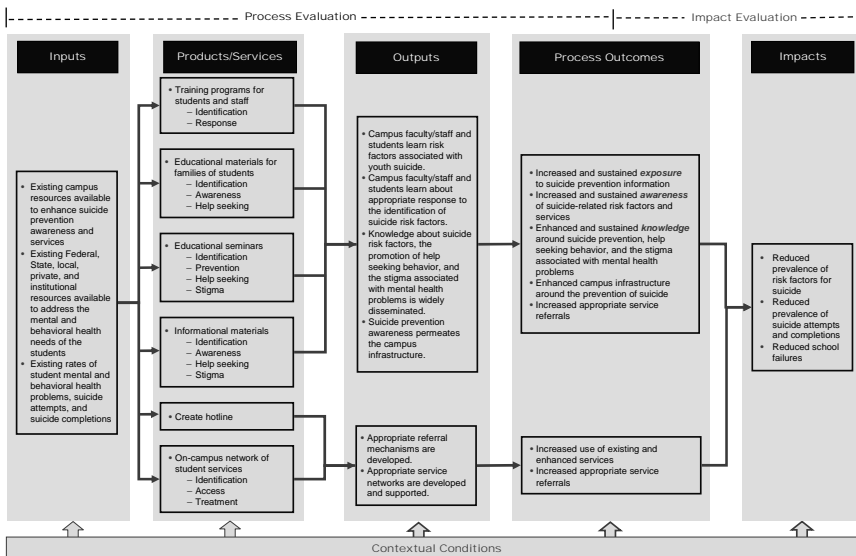 Process Evaluation
Impact Evaluation
Inputs
• Existing campus
resources available
to enhance suicide
prevention
awareness and
services
• Existing Federal,
State, local,
private, and
institutional
resources available
to address the
mental and
behavioral health
needs of the
students
• Existing rates of
student mental and
behavioral health
problems, suicide
attempts, and
suicide completions
Products/Services
• Training programs for
students and staff
– Identification
– Response
• Educational materials for
families of students
– Identification
– Awareness
– Help seeking
• Educational seminars
– Identification
– Prevention
– Help seeking
– Stigma
• Informational materials
– Identification
– Awareness
– Help seeking
– Stigma
• Create hotline
• On-campus network of
student services
– Identification
– Access
– Treatment
Outputs
• Campus faculty/staff and
students learn risk
factors associated with
youth suicide.
• Campus faculty/staff and
students learn about
appropriate response to
the identification of
suicide risk factors.
• Knowledge about suicide
risk factors, the
promotion of help
seeking behavior, and
the stigma associated
with mental health
problems is widely
disseminated.
• Suicide prevention
awareness permeates the
campus
infrastructure.
• Appropriate referral
mechanisms are
developed.
• Appropriate service
networks are developed
and supported.
Process Outcomes
• Increased and sustained exposure
to suicide prevention information
• Increased and sustained awareness
of suicide-related risk factors and
services
• Enhanced and sustained knowledge
around suicide prevention, help
seeking behavior, and the stigma
associated with mental health
problems
• Enhanced campus infrastructure
around the prevention of suicide
• Increased appropriate service
referrals
• Increased use of existing and
enhanced services
• Increased appropriate service
referrals
Impacts
• Reduced
prevalence of
risk factors for
suicide
• Reduced
prevalence of
suicide attempts
and completions
• Reduced school
failures
Contextual Conditions